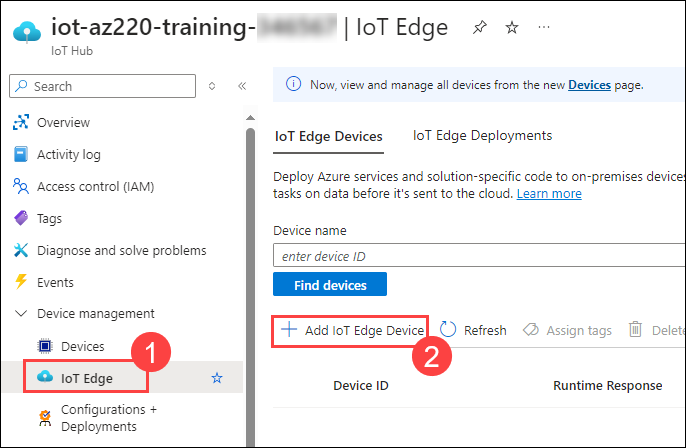 iot-az220-training- | IoT Edge
IoT Hub
Search
Overview
Activity log
Access control (IAM)
Tags
Diagnose and solve problems
Events
Device management
Devices
1
IoT Edge
Configurations +
Deployments
Now, view and manage all devices from the new Devices page.
IoT Edge Devices
IoT Edge Deployments
Deploy Azure services and solution-specific code to on-premises devices
tasks on data before it's sent to the cloud. Learn more
Device name
enter device ID
Find devices
Add IoT Edge Device
Refresh
Assign tags
Delete
2
Device ID
Runtime Response